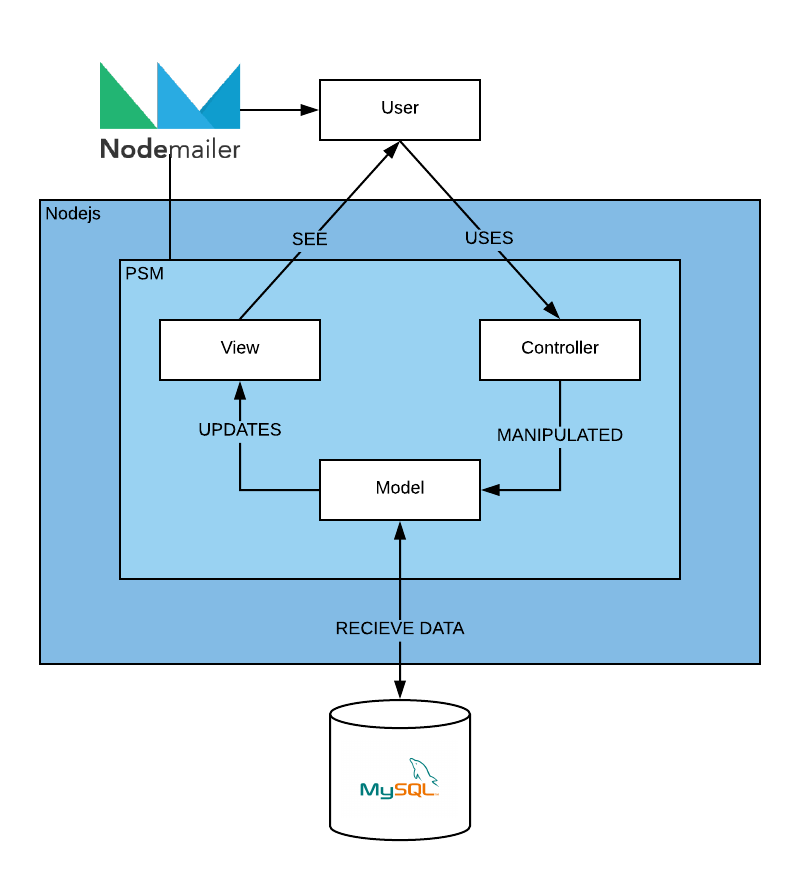 User
Nodemailer
Nodejs
SEE
USES
PSM
View
Controller
UPDATES
MANIPULATED
Model
RECIEVE DATA
MySQL